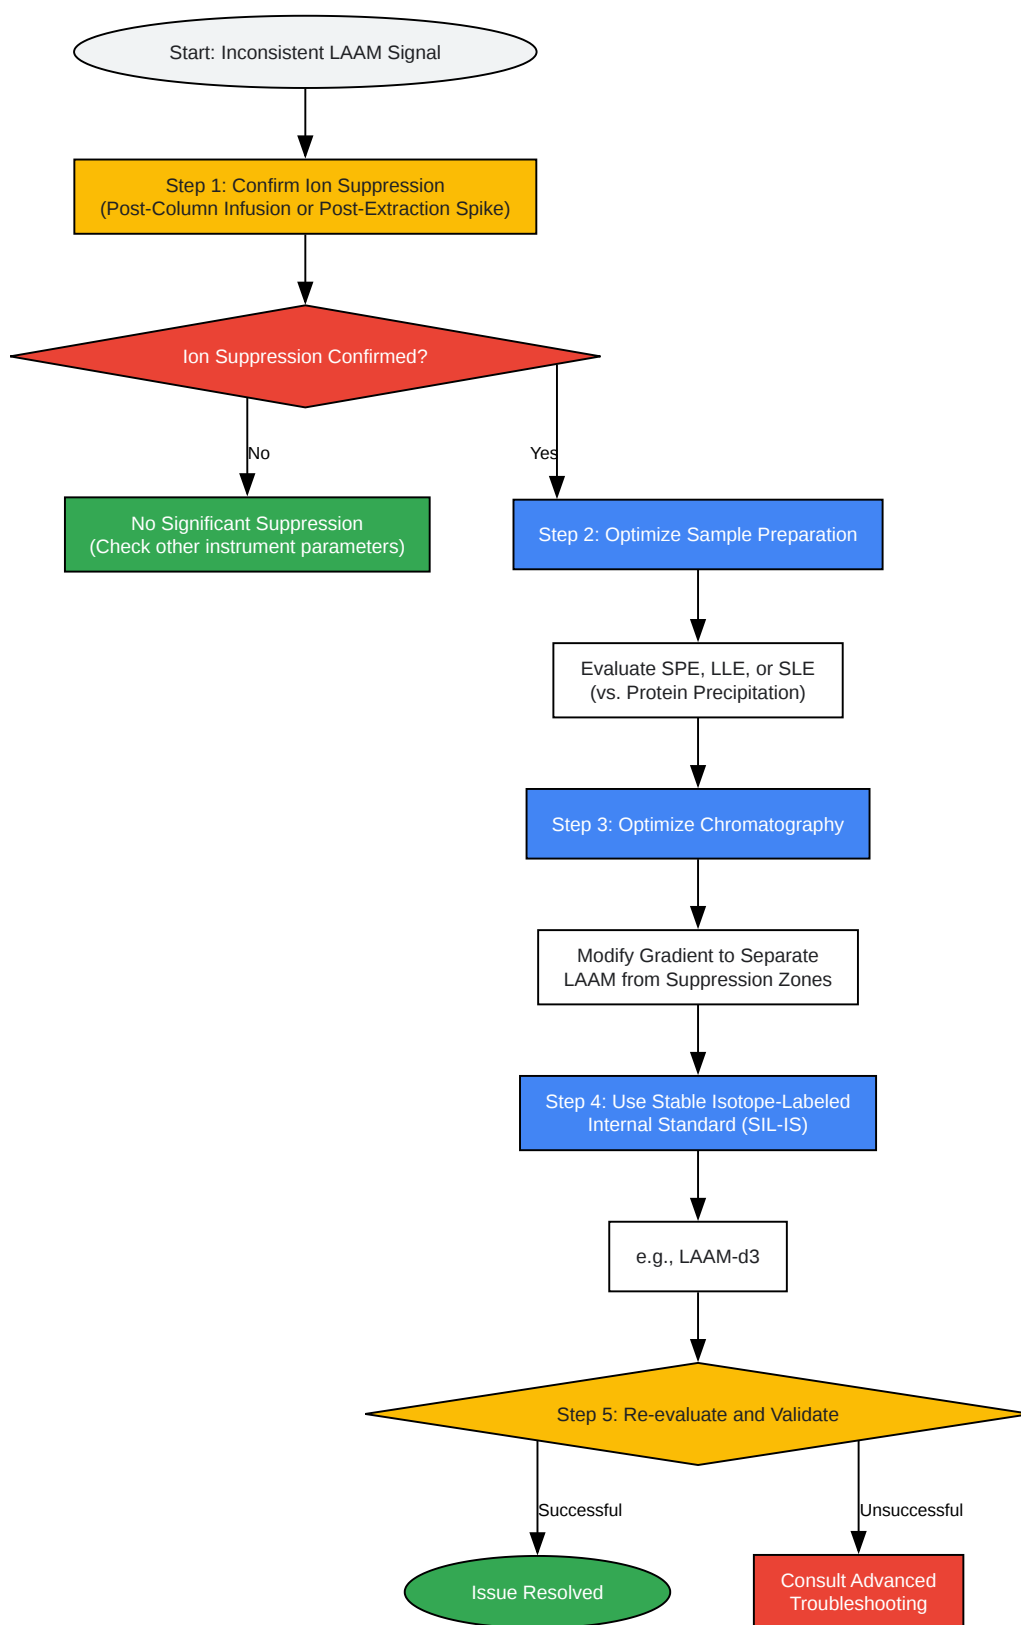 Start: Inconsistent LAAM Signal
Step 1: Confirm Ion Suppression
(Post-Column Infusion or Post-Extraction Spike)
Ion Suppression Confirmed?
No
Yes
No Significant Suppression
(Check other instrument parameters)
Step 2: Optimize Sample Preparation
Evaluate SPE, LLE, or SLE
(vs. Protein Precipitation)
Step 3: Optimize Chromatography
Modify Gradient to Separate
LAAM from Suppression Zones
Step 4: Use Stable Isotope-Labeled
Internal Standard (SIL-IS)
e.g., LAAM-d3
Step 5: Re-evaluate and Validate
Successful
Unsuccessful
Issue Resolved
Consult Advanced
Troubleshooting